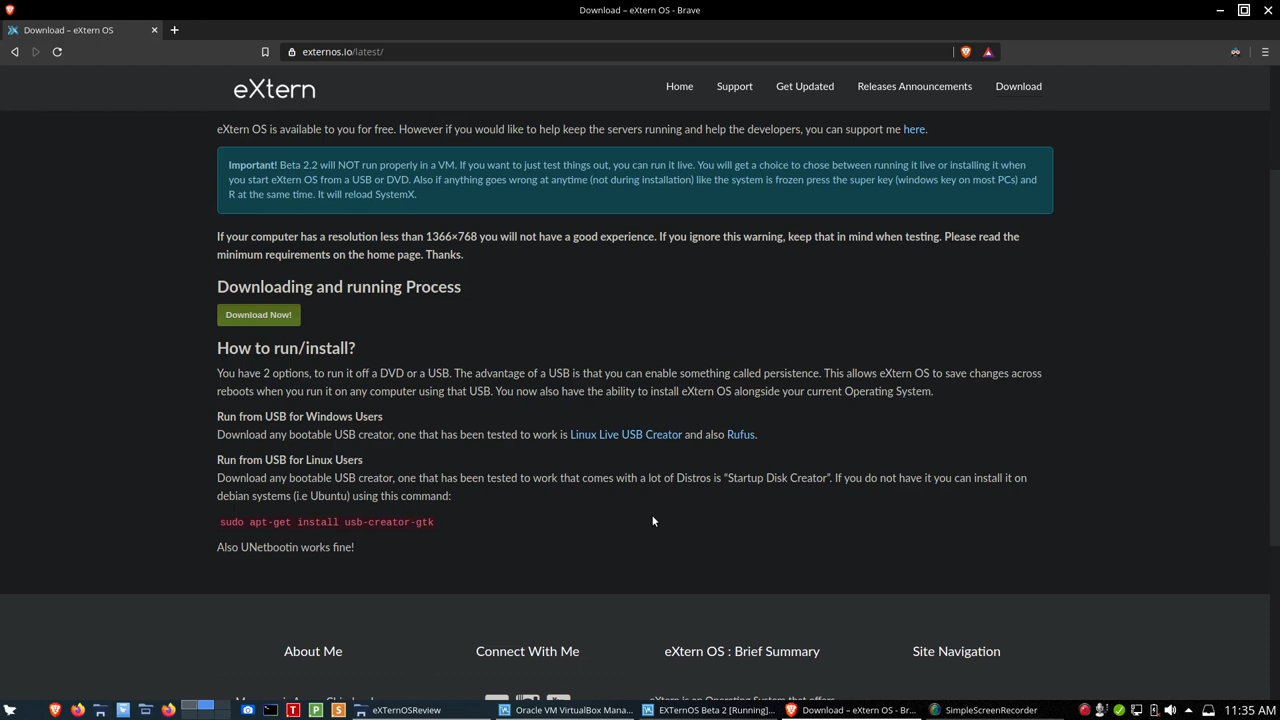 Download – eXtern OS - Brave
Download – eXtern OS
externos.io/latest/
eXtern
Home
Support
Get Updated
Releases Announcements
Download
eXtern OS is available to you for free. However if you would like to help keep the servers running and help the developers, you can support me here.
Important! Beta 2.2 will NOT run properly in a VM. If you want to just test things out, you can run it live. You will get a choice to chose between running it live or installing it when
you start eXtern OS from a USB or DVD. Also if anything goes wrong at anytime (not during installation) like the system is frozen press the super key (windows key on most PCs) and
R at the same time. It will reload SystemX.
If your computer has a resolution less than 1366×768 you will not have a good experience. If you ignore this warning, keep that in mind when testing. Please read the
minimum requirements on the home page. Thanks.
Downloading and running Process
Download Now!
How to run/install?
You have 2 options, to run it off a DVD or a USB. The advantage of a USB is that you can enable something called persistence. This allows eXtern OS to save changes across
reboots when you run it on any computer using that USB. You now also have the ability to install eXtern OS alongside your current Operating System.
Run from USB for Windows Users
Download any bootable USB creator, one that has been tested to work is Linux Live USB Creator and also Rufus.
Run from USB for Linux Users
Download any bootable USB creator, one that has been tested to work that comes with a lot of Distros is “Startup Disk Creator”. If you do not have it you can install it on
debian systems (i.e Ubuntu) using this command:
sudo apt-get install usb-creator-gtk
Also UNetbootin works fine!
About Me
Connect With Me
eXtern OS : Brief Summary
Site Navigation
eXtern is an Operating System that offers
T
P
S
eXTernOSReview
Oracle VM VirtualBox Mana...
EXTernOS Beta 2 [Running]...
Download – eXtern OS - Br...
SimpleScreenRecorder
11:35 AM